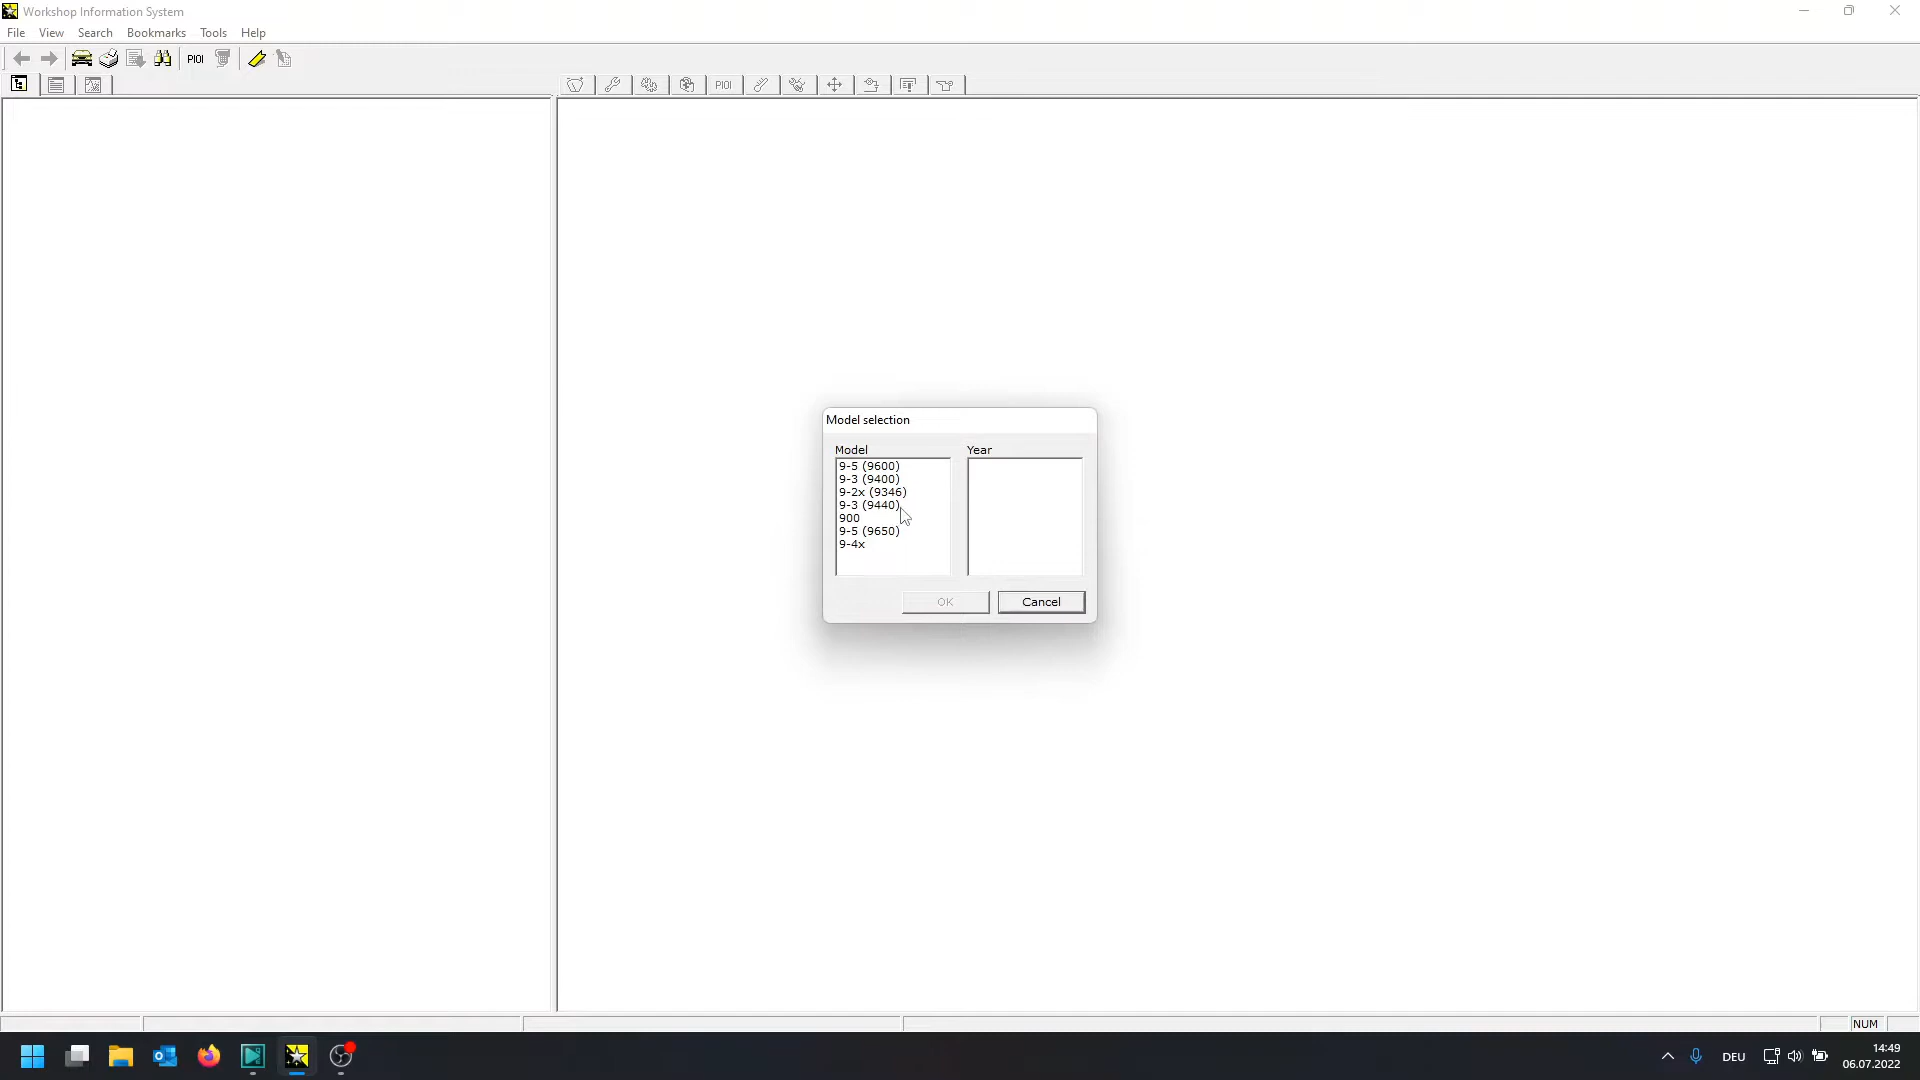 Workshop Information System
File View Search Bookmarks Tools Help
PIOI
PIOI
Model selection
Model Year
9-5 (9600)
9-3 (9400)
9-2x (9346)
9-3 (9440)
900
9-5 (9650)
9-4x
OK Cancel
NUM
DEU
14:49
06.07.2022